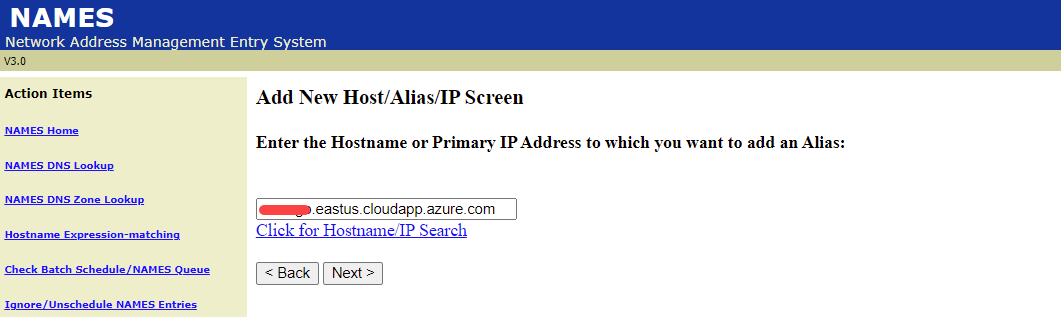 NAMES
Network Address Management Entry System
V3.0
Action Items
NAMES Home
NAMES DNS Lookup
NAMES DNS Zone Lookup
Hostname Expression-matching
Check Batch Schedule/NAMES Queue
Ignore/Unschedule NAMES Entries
Add New Host/Alias/IP Screen
Enter the Hostname or Primary IP Address to which you want to add an Alias:
.eastus.cloudapp.azure.com
Click for Hostname/IP Search
< Back Next >